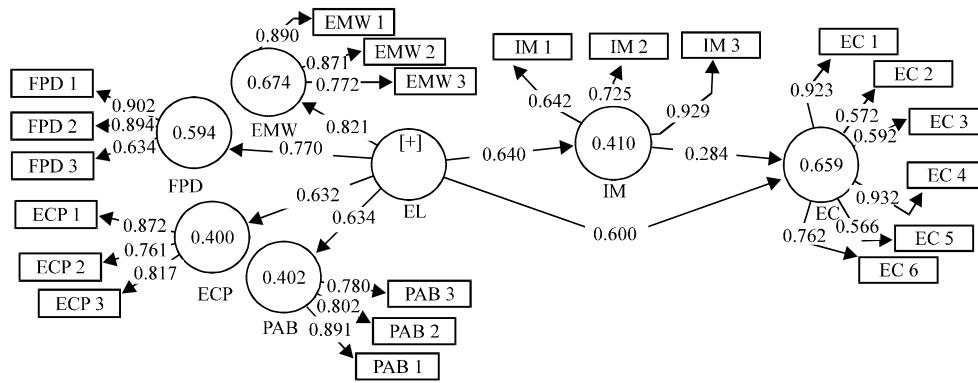 EMW 1
0.890
EMW 2
0.871
EMW 3
0.772
0.674
EMW
0.821
FPD 1
0.902
FPD 2
0.894
FPD 3
0.634
0.594
FPD
0.770
[+]
EL
0.632
0.634
ECP 1
0.872
ECP 2
0.761
ECP 3
0.817
0.400
ECP
0.402
PAB
0.780
PAB 3
0.802
PAB 2
0.891
PAB 1
0.640
IM 1
IM 2
IM 3
0.642
0.725
0.929
0.410
IM
0.284
0.600
EC 1
0.923
EC 2
0.572
EC 3
0.592
0.659
EC
EC 4
0.932
EC 5
0.566
EC 6
0.762